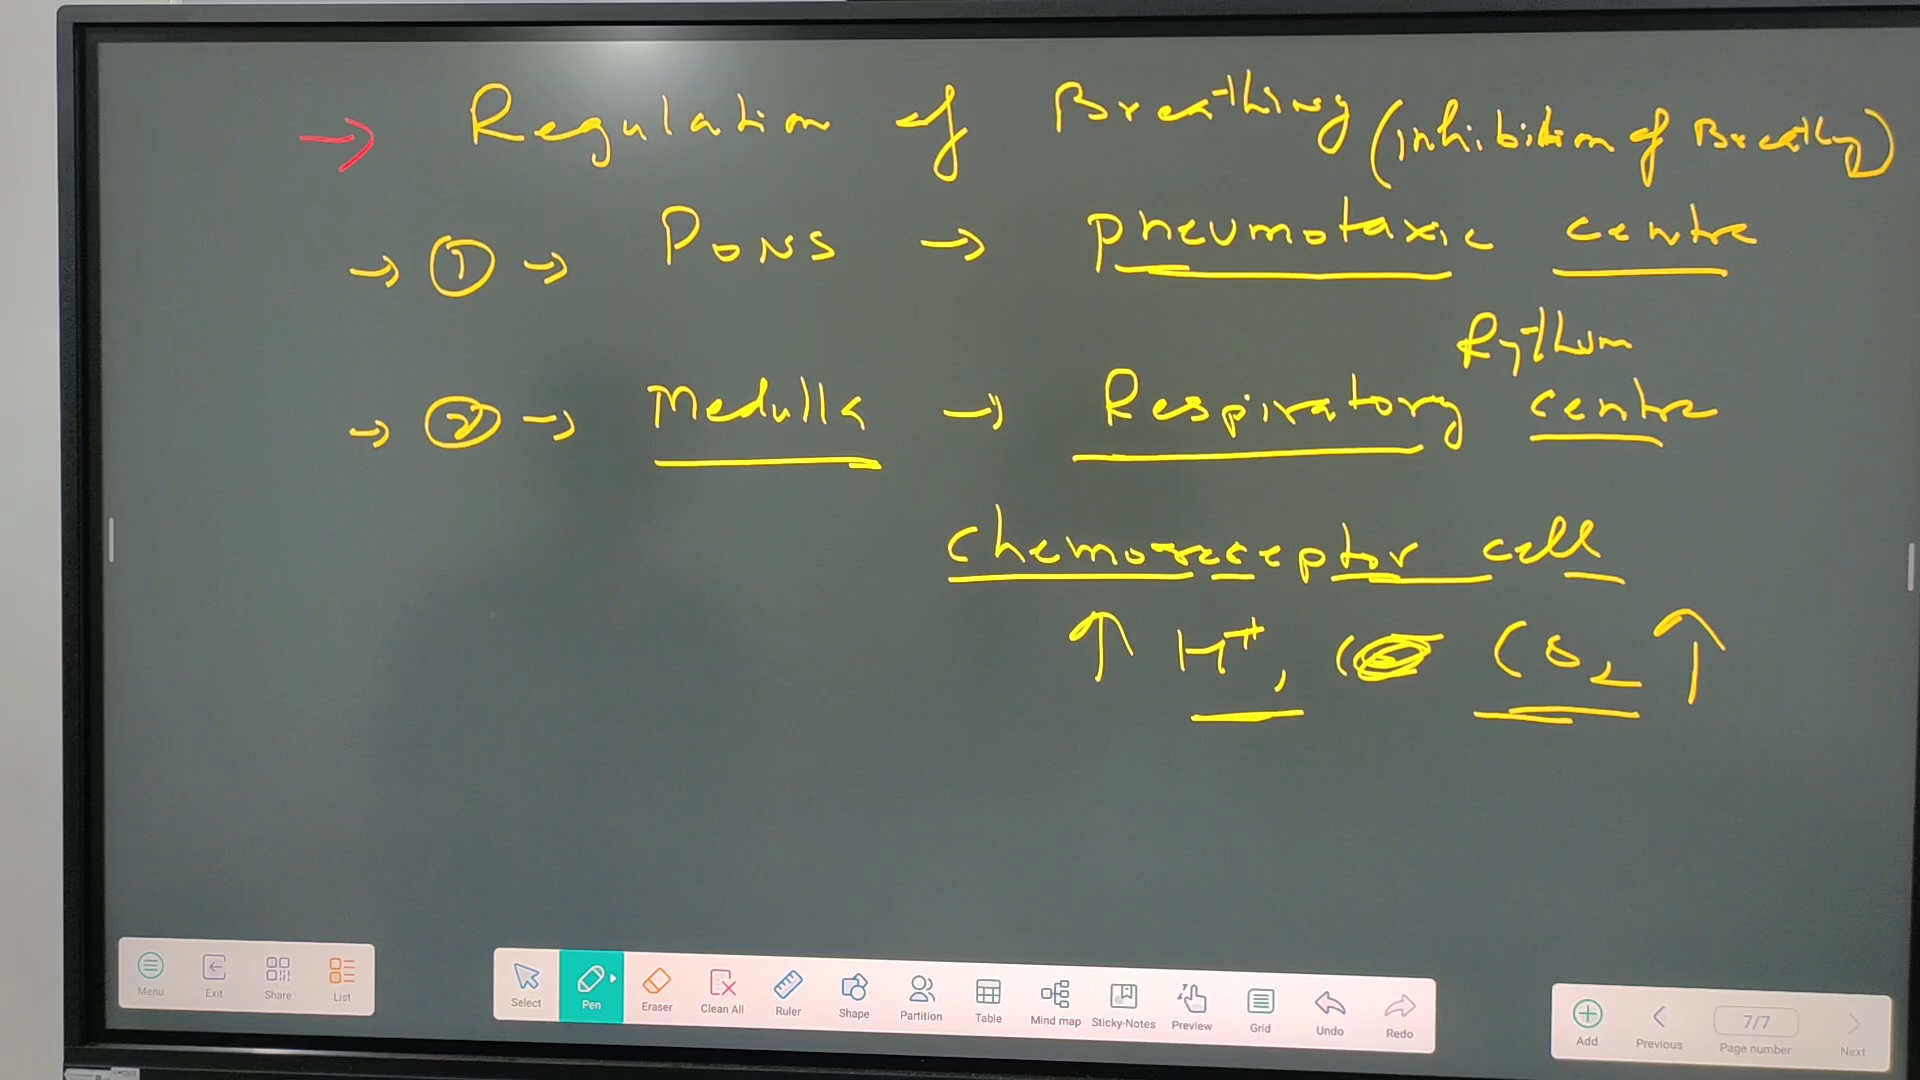 → Regulation of Breathing (inhibition of Breathing)
→ ① → PONS → pneumotaxic centre
Rythum
→ ② → Medulla → Respiratory centre
chemoreceptor cell
↑ H+, CO2 ↑
Menu Exit Share List
Select Pen Eraser Clean All Ruler Shape Partition Table Mind map Sticky-Notes Preview Grid Undo Redo
Add Previous 7/7 Page number Next